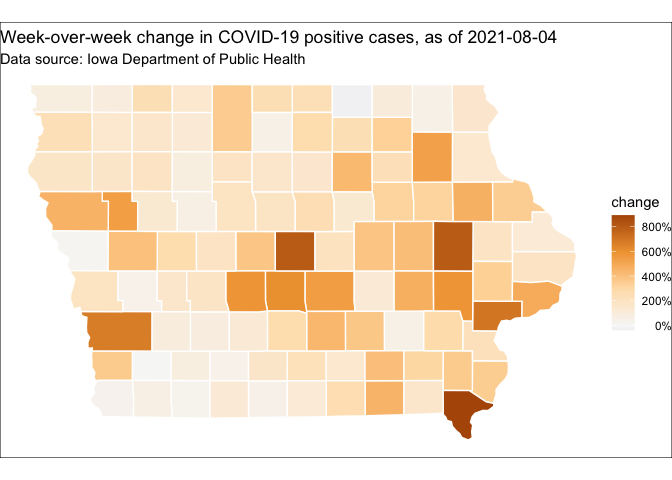 Week-over-week change in COVID-19 positive cases, as of 2021-08-04
Data source: Iowa Department of Public Health
change
800%
600%
400%
200%
0%